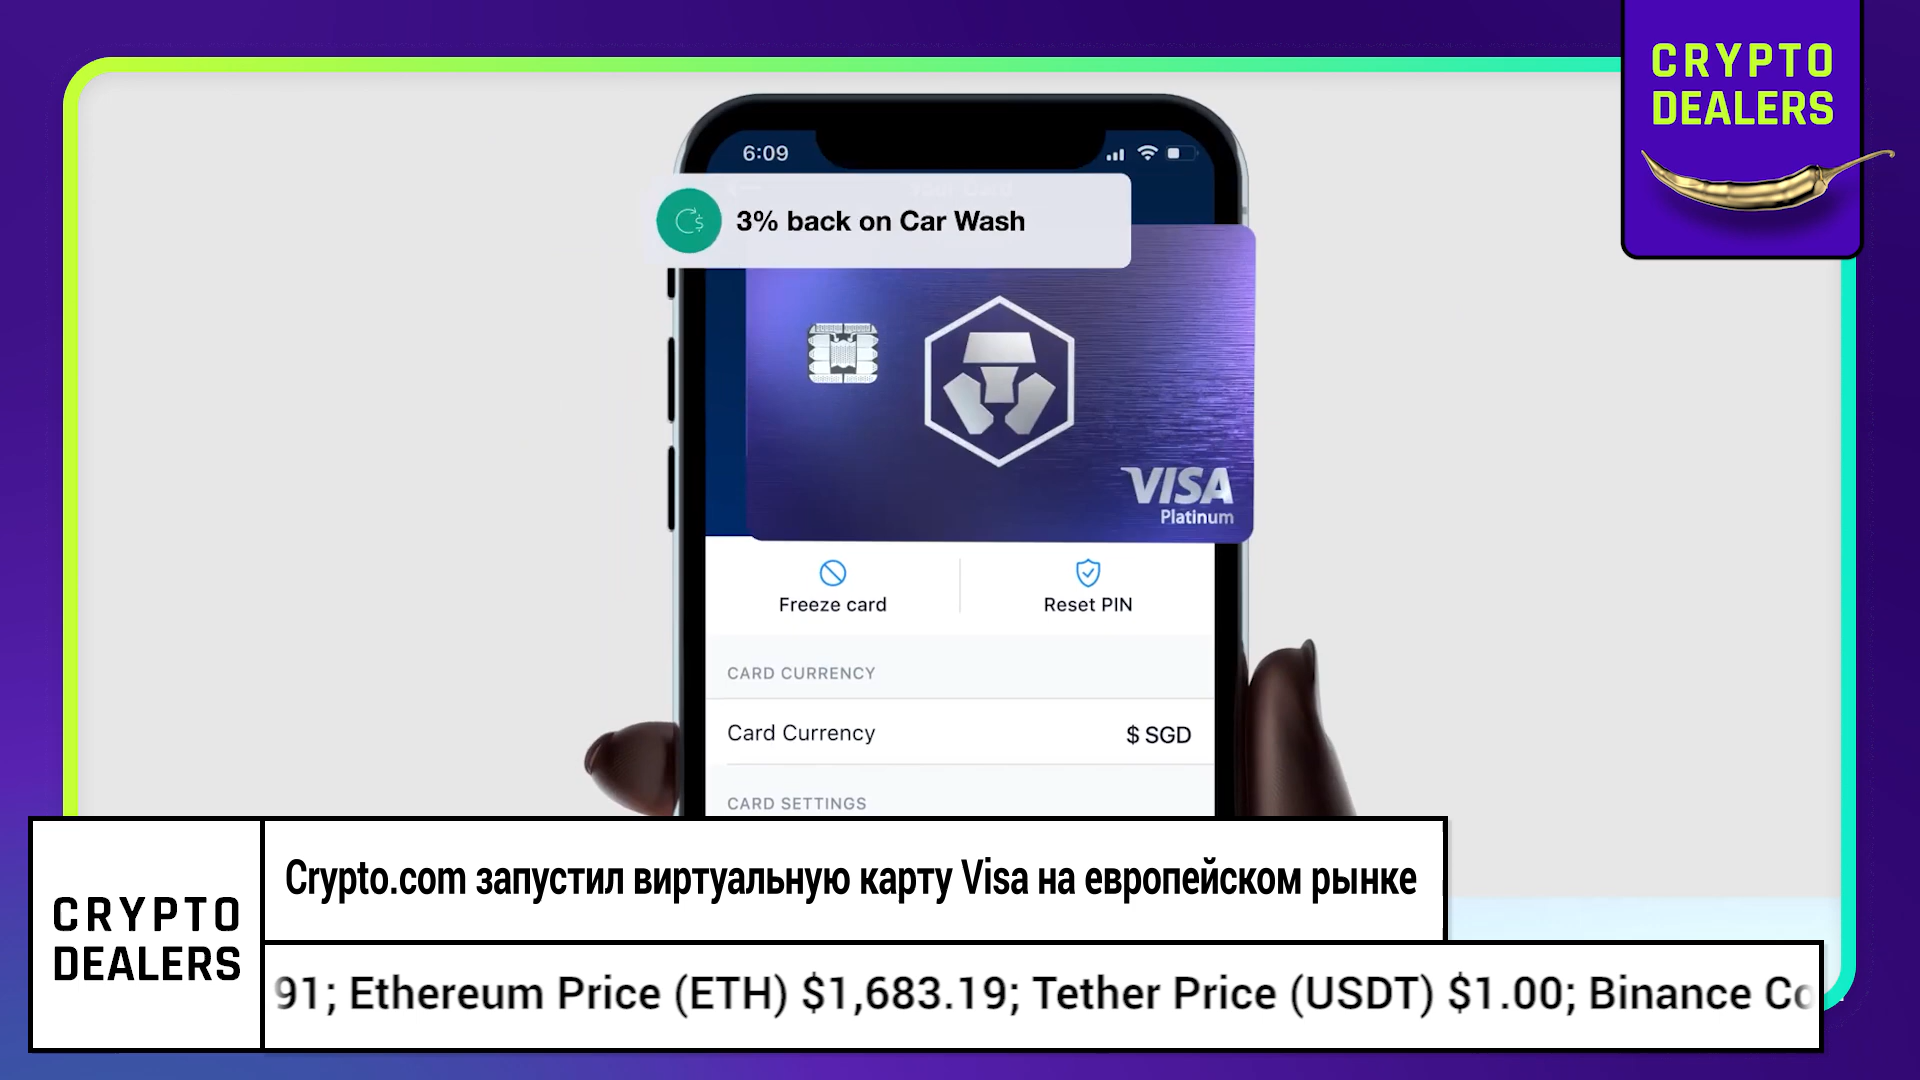 CRYPTO
DEALERS
6:09
3% back on Car Wash
VISA
Platinum
Freeze card
Reset PIN
CARD CURRENCY
Card Currency
$ SGD
CARD SETTINGS
CRYPTO
DEALERS
Crypto.com запустил виртуальную карту Visa на европейском рынке
91; Ethereum Price (ETH) $1,683.19; Tether Price (USDT) $1.00; Binance Co